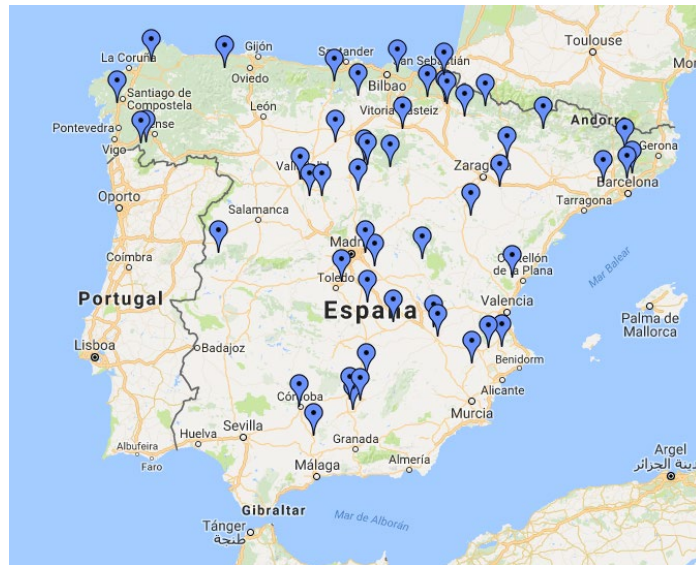 Toulouse
Gijón
La Coruña
Santander
San Sebastián
Oviedo
Bilbao
Santiago de
Compostela
León
Vitoria
Andorra
Pontevedra
Vigo
Gerona
Zaragoza
Barcelona
Oporto
Tarragona
Salamanca
Madrid
Castellón
de la Plana
Coímbra
Toledo
Mar Balear
Portugal
España
Valencia
Palma de
Mallorca
Lisboa
Badajoz
Benidorm
Alicante
Córdoba
Murcia
Huelva
Sevilla
Granada
Albufeira
Faro
Almería
Argel
Málaga
Gibraltar
Mar de Alborán
Tánger
طنجة